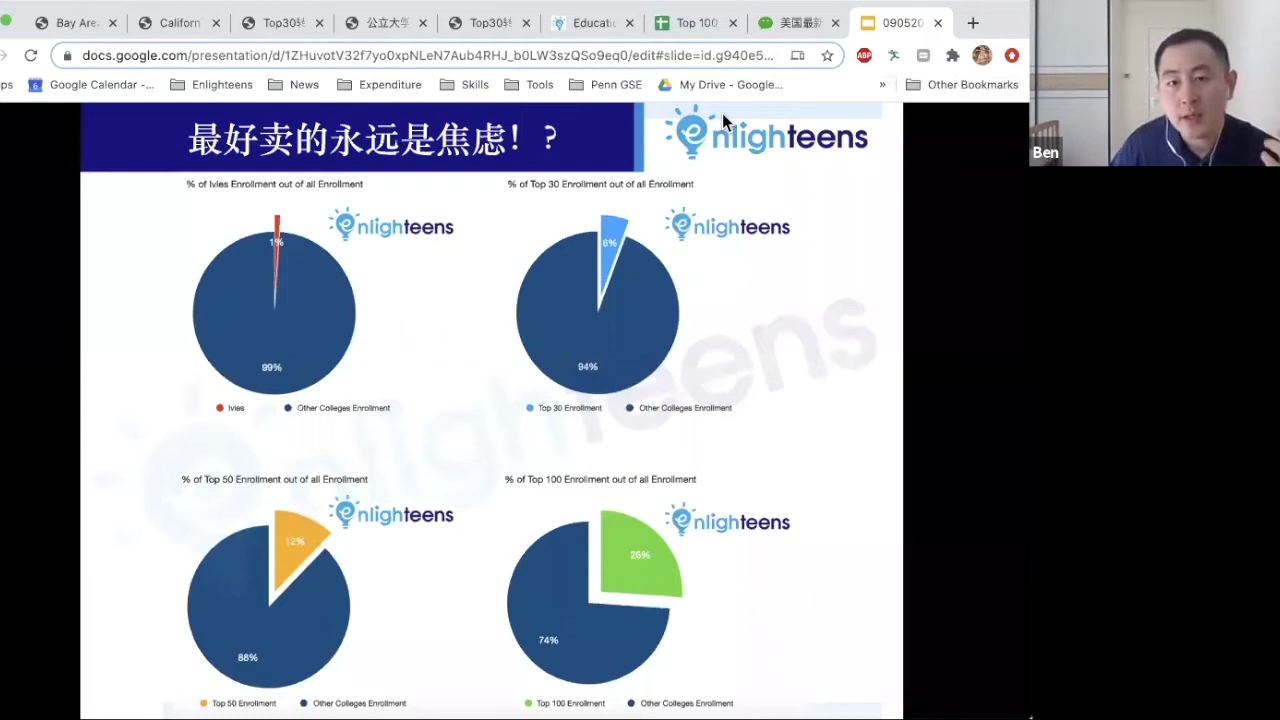 Bay Are.
Californ
Top30
公立大学
Top30
Educati
Top 100
美国最新
090520
docs.google.com/presentation/d/1ZHuvotV32f7yo0xpNLeN7Aub4RHJ_b0LW3szQSo9eq0/edit#slide=id.g940e5...
ABP
ps
6
Google Calendar -...
Enlighteens
News
Expenditure
Skills
Tools
Penn GSE
My Drive - Google...
»
Other Bookmarks
Ben
最好卖的永远是焦虑！?
enlighteens
% of Ivies Enrollment out of all Enrollment
enlighteens
1%
99%
Ivies
Other Colleges Enrollment
% of Top 30 Enrollment out of all Enrollment
enlighteens
6%
94%
Top 30 Enrollment
Other Colleges Enrollment
enlighteens
% of Top 50 Enrollment out of all Enrollment
enlighteens
12%
88%
Top 50 Enrollment
Other Colleges Enrollment
% of Top 100 Enrollment out of all Enrollment
enlighteens
26%
74%
Top 100 Enrollment
Other Colleges Enrollment